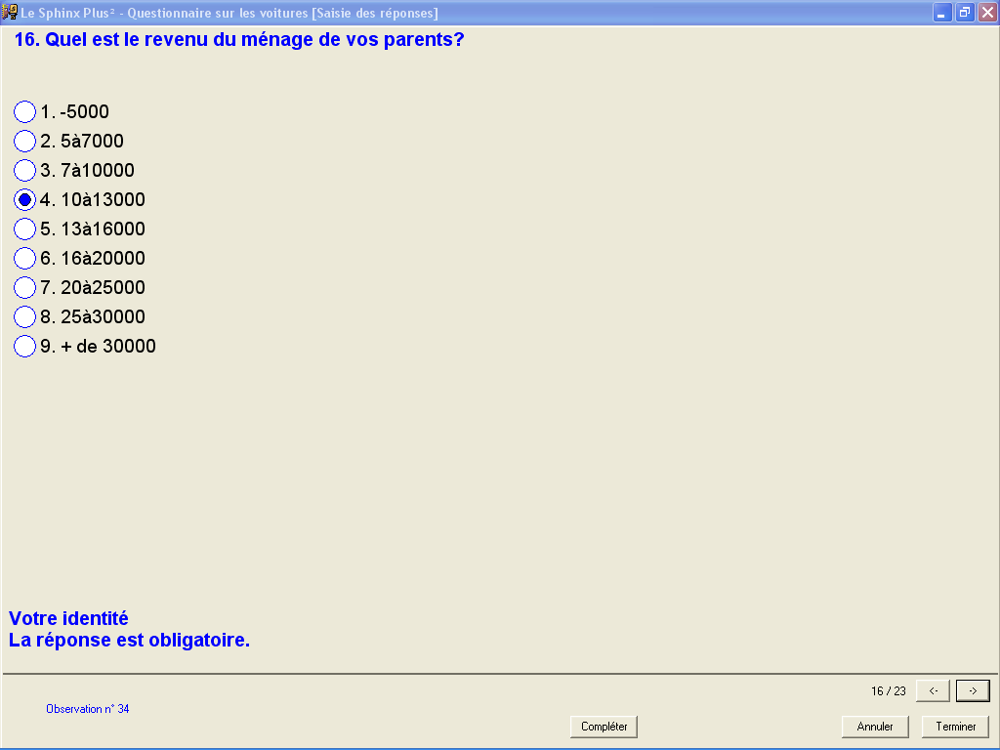 Le Sphinx Plus² - Questionnaire sur les voitures [Saisie des réponses]
16. Quel est le revenu du ménage de vos parents?
1. -5000
2. 5à7000
3. 7à10000
4. 10à13000
5. 13à16000
6. 16à20000
7. 20à25000
8. 25à30000
9. + de 30000
Votre identité
La réponse est obligatoire.
16 / 23 <- ->
Observation n° 34
Compléter Annuler Terminer